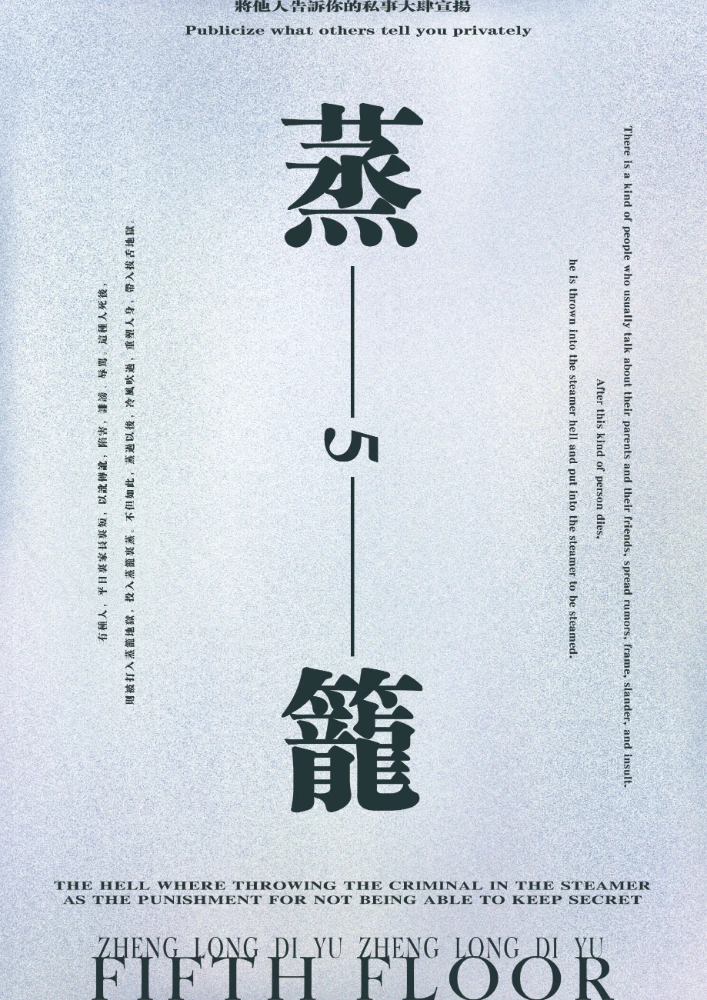 將他人告訴你的私事大肆宣揚
Publicize what others tell you privately
蒸
5
籠
有種人，平日裏家長裏短，以訛傳訛，陷害，誹謗，辱罵。這種人死後，
則被打入蒸籠地獄，投入蒸籠裏蒸。不但如此，蒸過以後，冷風吹過，重塑人身，帶入拔舌地獄。
There is a kind of people who usually talk about their parents and their friends, spread rumors, frame, slander, and insult.
After this kind of person dies,
he is thrown into the steamer hell and put into the steamer to be steamed.
THE HELL WHERE THROWING THE CRIMINAL IN THE STEAMER
AS THE PUNISHMENT FOR NOT BEING ABLE TO KEEP SECRET
ZHENG LONG DI YU ZHENG LONG DI YU
FIFTH FLOOR